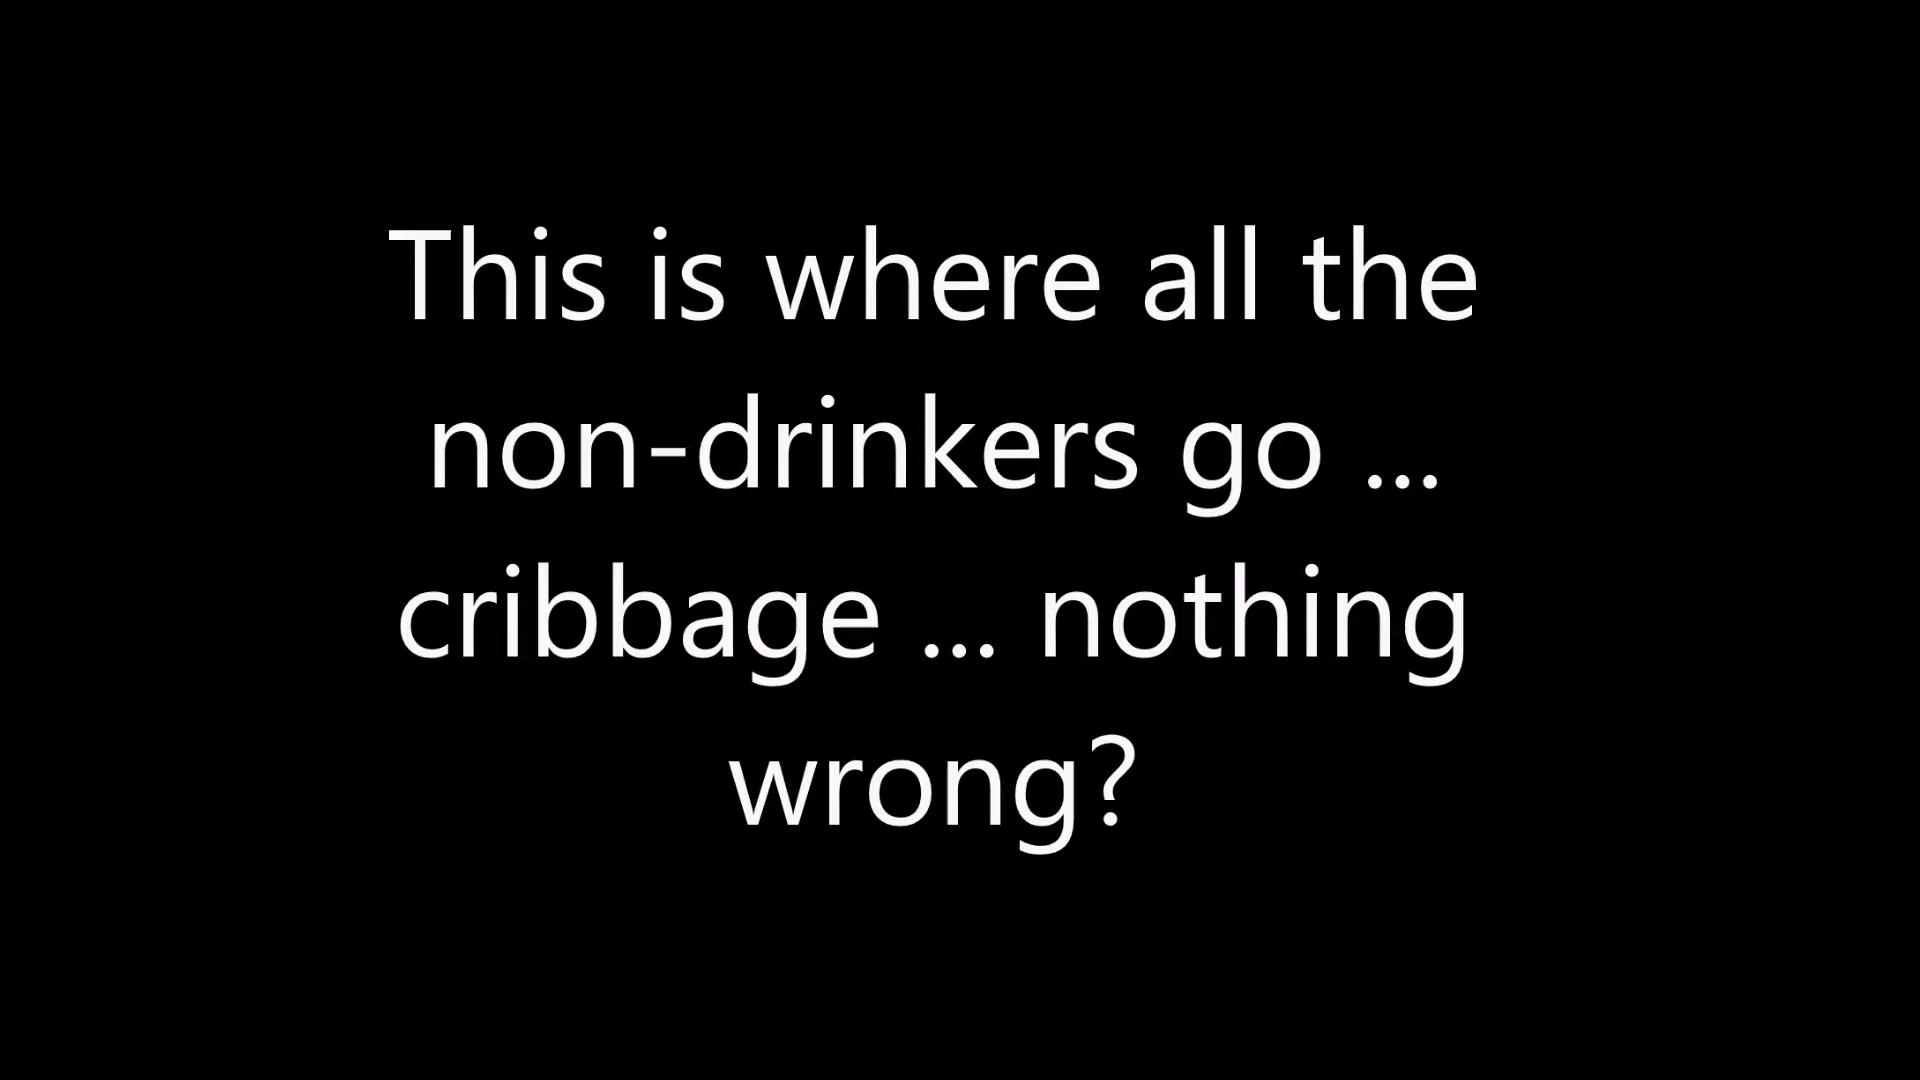 This is where all the
non-drinkers go ...
cribbage ... nothing
wrong?